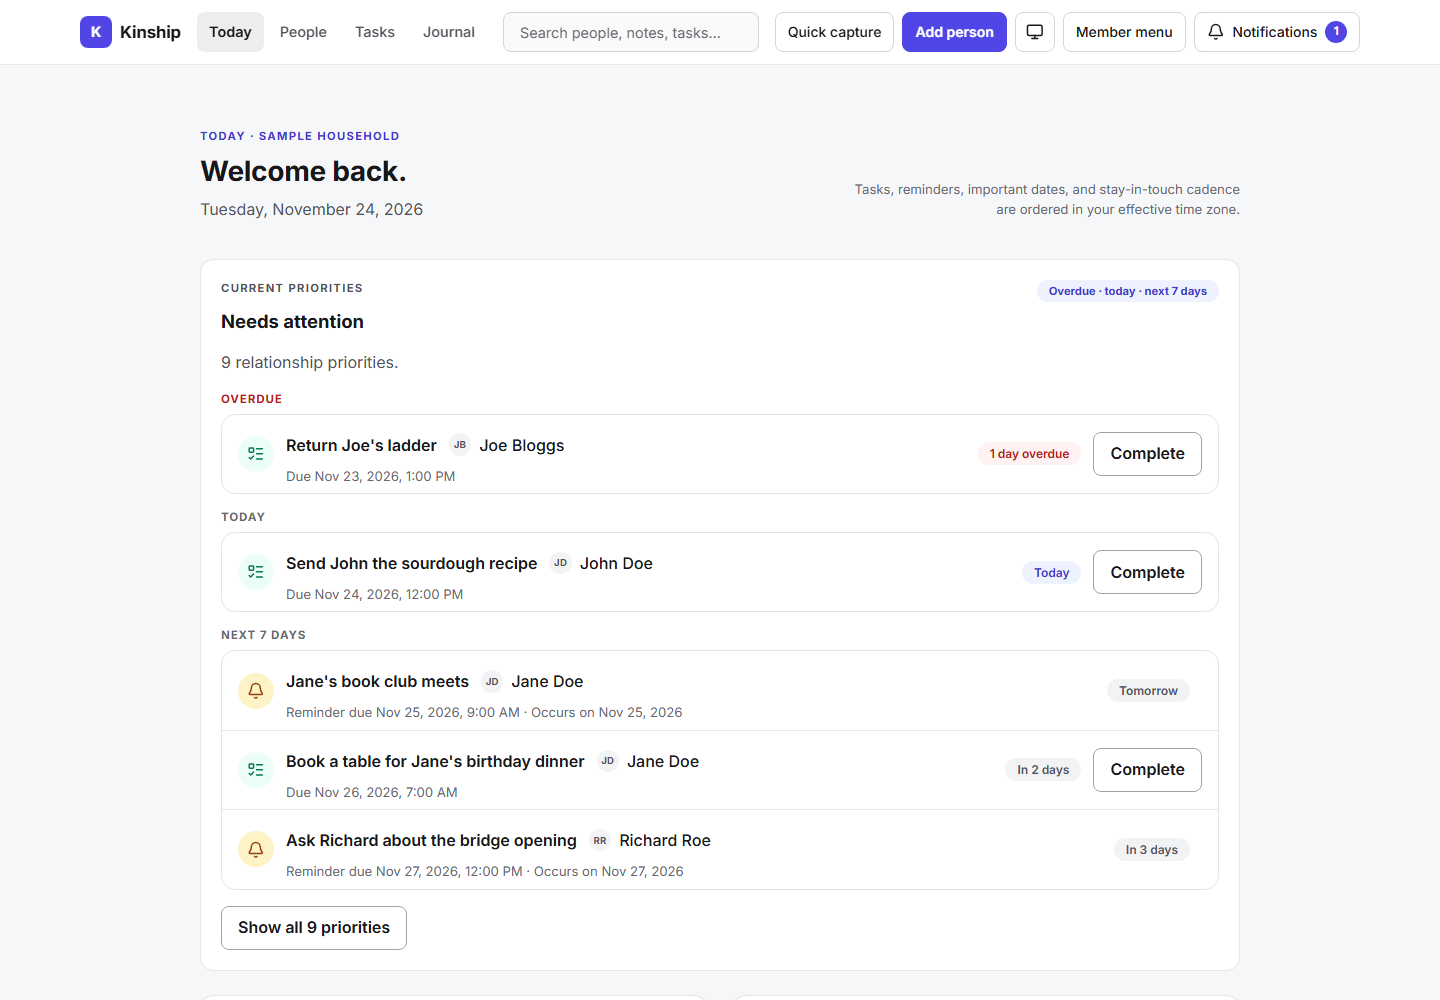 K Kinship Today People Tasks Journal Search people, notes, tasks... Quick capture Add person Member menu Notifications 1
TODAY · SAMPLE HOUSEHOLD
Welcome back.
Tuesday, November 24, 2026
Tasks, reminders, important dates, and stay-in-touch cadence
are ordered in your effective time zone.
CURRENT PRIORITIES
Overdue · today · next 7 days
Needs attention
9 relationship priorities.
OVERDUE
Return Joe's ladder JB Joe Bloggs
Due Nov 23, 2026, 1:00 PM
1 day overdue
Complete
TODAY
Send John the sourdough recipe JD John Doe
Due Nov 24, 2026, 12:00 PM
Today
Complete
NEXT 7 DAYS
Jane's book club meets JD Jane Doe
Reminder due Nov 25, 2026, 9:00 AM · Occurs on Nov 25, 2026
Tomorrow
Book a table for Jane's birthday dinner JD Jane Doe
Due Nov 26, 2026, 7:00 AM
In 2 days
Complete
Ask Richard about the bridge opening RR Richard Roe
Reminder due Nov 27, 2026, 12:00 PM · Occurs on Nov 27, 2026
In 3 days
Show all 9 priorities